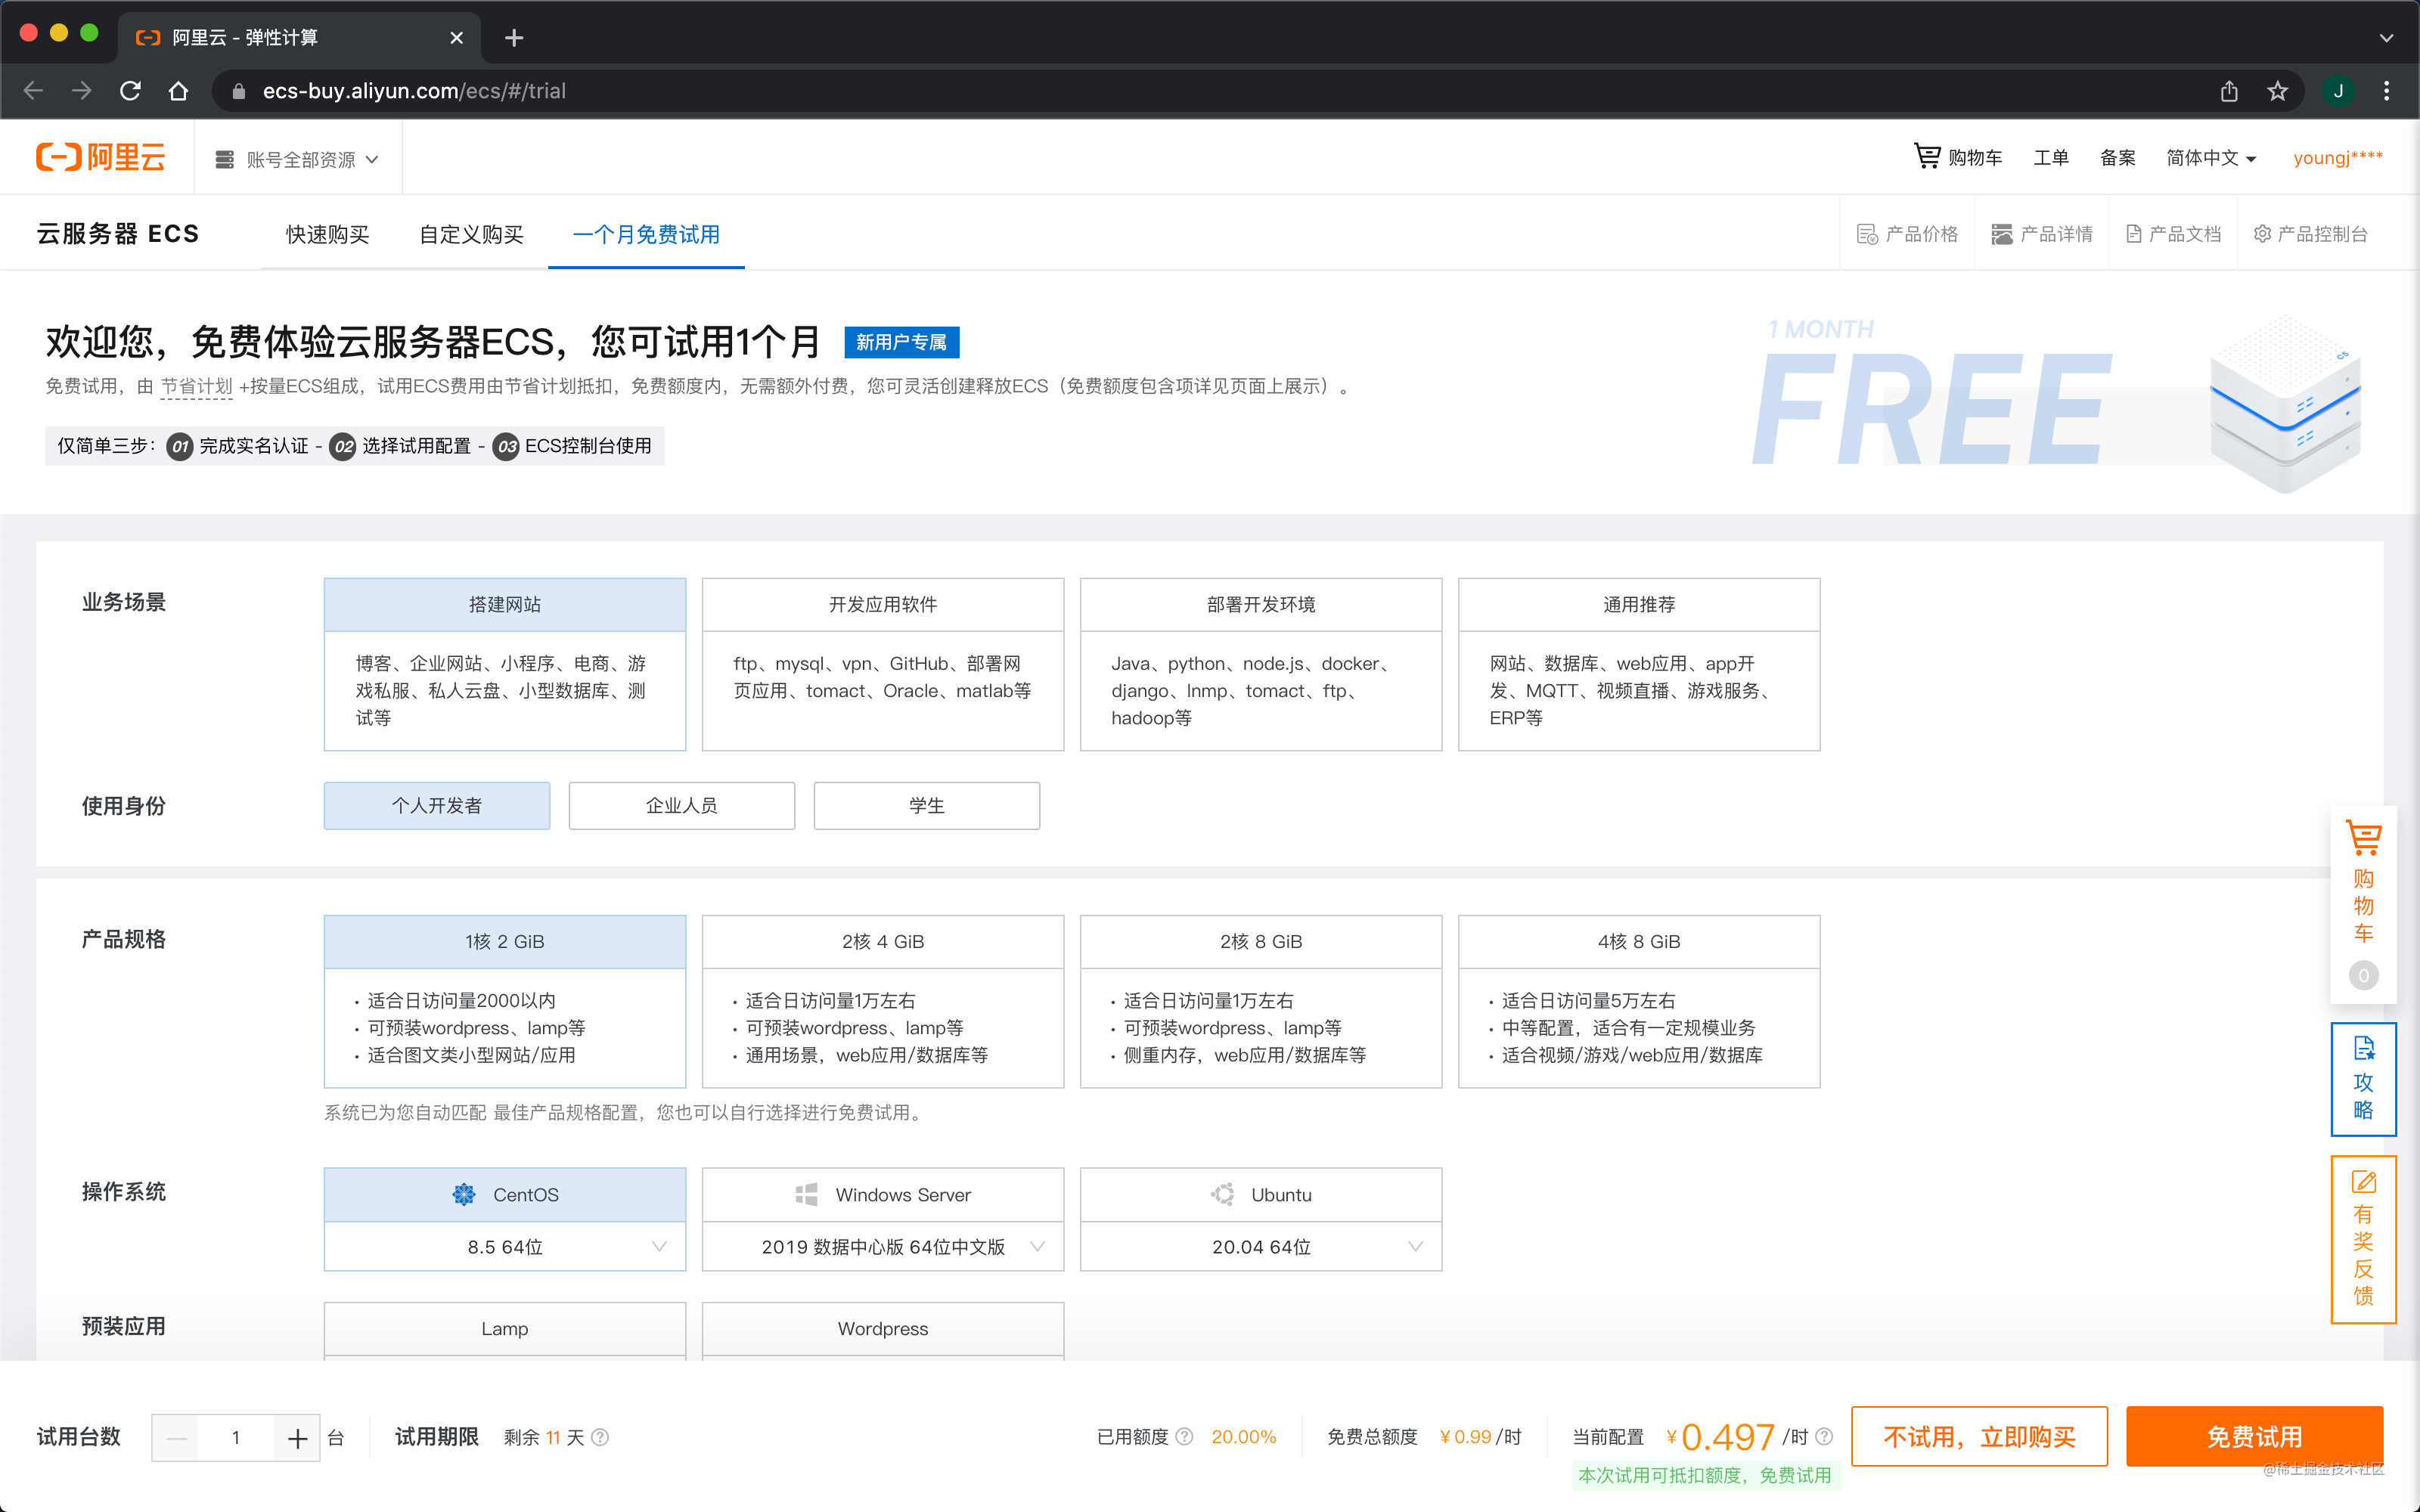 阿里云 - 弹性计算
ecs-buy.aliyun.com/ecs/#/trial
J
阿里云
账号全部资源
购物车
工单
备案
简体中文
youngj****
云服务器 ECS
快速购买
自定义购买
一个月免费试用
产品价格
产品详情
产品文档
产品控制台
欢迎您，免费体验云服务器ECS，您可试用1个月
新用户专属
免费试用，由 节省计划 +按量ECS组成，试用ECS费用由节省计划抵扣，免费额度内，无需额外付费，您可灵活创建释放ECS（免费额度包含项详见页面上展示）。
仅简单三步： 01 完成实名认证 - 02 选择试用配置 - 03 ECS控制台使用
1 MONTH
FREE
业务场景
搭建网站
博客、企业网站、小程序、电商、游
戏私服、私人云盘、小型数据库、测
试等
开发应用软件
ftp、mysql、vpn、GitHub、部署网
页应用、tomact、Oracle、matlab等
部署开发环境
Java、python、node.js、docker、
django、lnmp、tomact、ftp、
hadoop等
通用推荐
网站、数据库、web应用、app开
发、MQTT、视频直播、游戏服务、
ERP等
使用身份
个人开发者
企业人员
学生
产品规格
1核 2 GiB
· 适合日访问量2000以内
· 可预装wordpress、lamp等
· 适合图文类小型网站/应用
2核 4 GiB
· 适合日访问量1万左右
· 可预装wordpress、lamp等
· 通用场景，web应用/数据库等
2核 8 GiB
· 适合日访问量1万左右
· 可预装wordpress、lamp等
· 侧重内存，web应用/数据库等
4核 8 GiB
· 适合日访问量5万左右
· 中等配置，适合有一定规模业务
· 适合视频/游戏/web应用/数据库
系统已为您自动匹配 最佳产品规格配置，您也可以自行选择进行免费试用。
操作系统
CentOS
8.5 64位
Windows Server
2019 数据中心版 64位中文版
Ubuntu
20.04 64位
预装应用
Lamp
Wordpress
购物车
0
攻略
有奖反馈
试用台数
1
台
试用期限
剩余 11 天
已用额度
20.00%
免费总额度
¥ 0.99 /时
当前配置
¥ 0.497 /时
本次试用可抵扣额度，免费试用
不试用，立即购买
免费试用
@稀土掘金技术社区